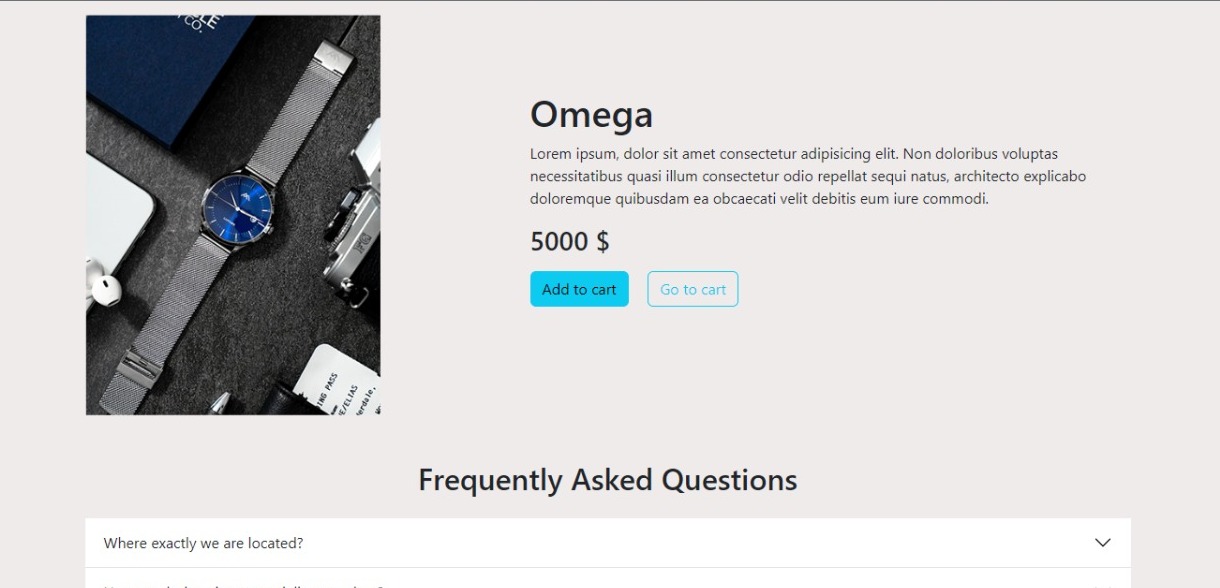 CO.
Omega
Lorem ipsum, dolor sit amet consectetur adipisicing elit. Non doloribus voluptas
necessitatibus quasi illum consectetur odio repellat sequi natus, architecto explicabo
doloremque quibusdam ea obcaecati velit debitis eum iure commodi.
5000 $
Add to cart
Go to cart
PASS
Frequently Asked Questions
Where exactly we are located?